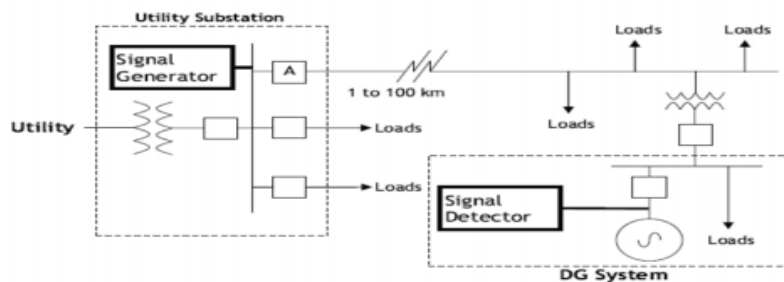 Utility Substation
Signal
Generator
A
1 to 100 km
Loads
Loads
Loads
Utility
Loads
Loads
Signal
Detector
Loads
DG System